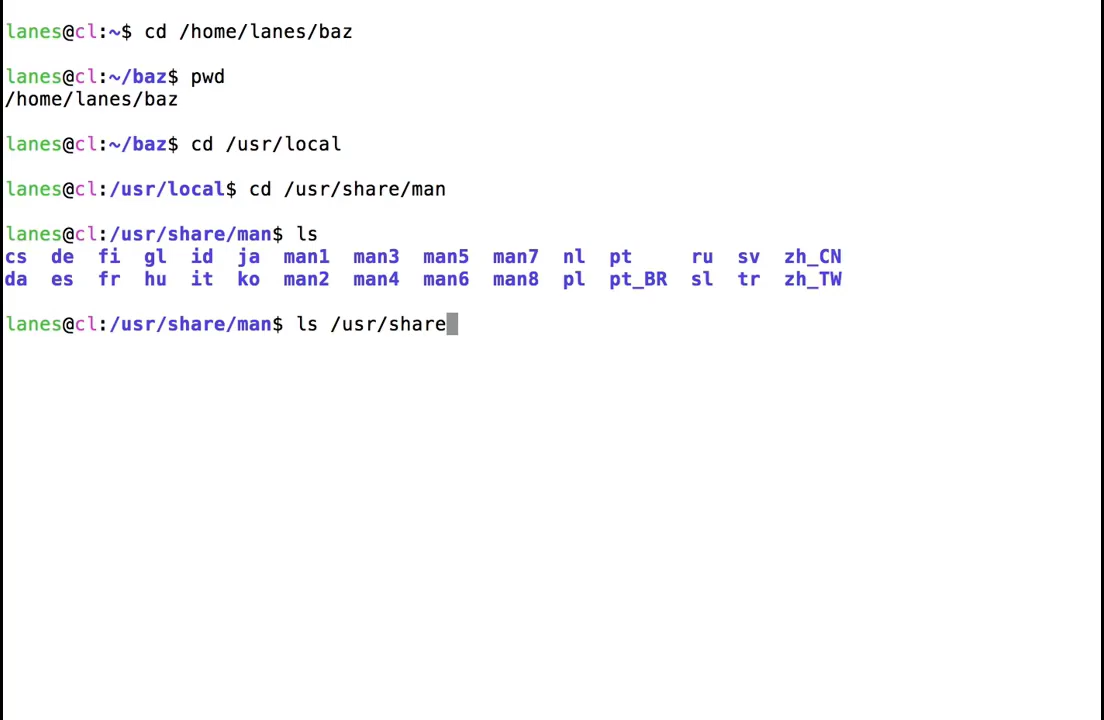 lanes@cl:~$ cd /home/lanes/baz
lanes@cl:~/baz$ pwd
/home/lanes/baz
lanes@cl:~/baz$ cd /usr/local
lanes@cl:/usr/local$ cd /usr/share/man
lanes@cl:/usr/share/man$ ls
cs  de  fi  gl  id  ja  man1  man3  man5  man7  nl  pt     ru  sv  zh_CN
da  es  fr  hu  it  ko  man2  man4  man6  man8  pl  pt_BR  sl  tr  zh_TW
lanes@cl:/usr/share/man$ ls /usr/share